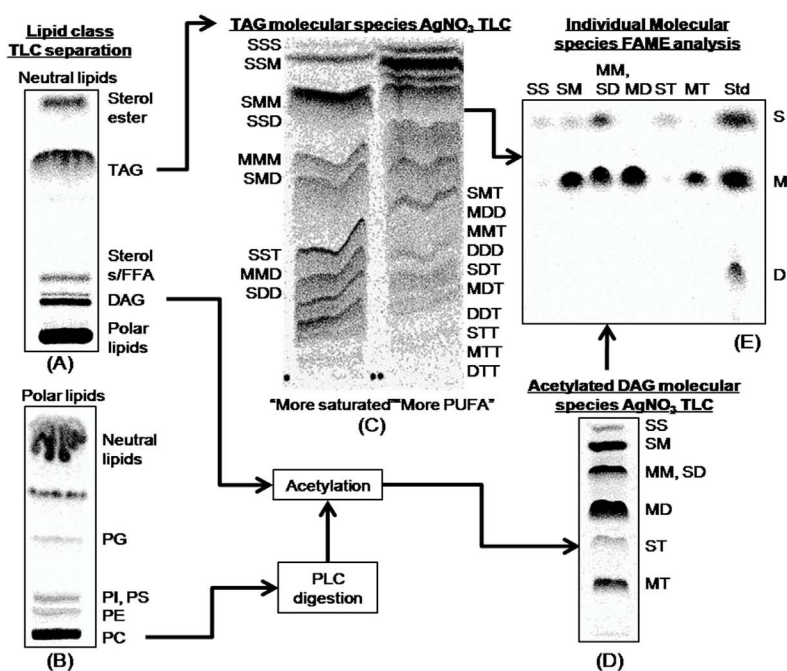 Lipid class
TLC separation
Neutral lipids
Sterol
ester
TAG
Sterol
s/FFA
DAG
Polar
lipids
(A)
Polar lipids
Neutral
lipids
PG
PI, PS
PE
PC
(B)
TAG molecular species AgNO₃ TLC
SSS
SSM
SMM
SSD
MMM
SMD
SST
MMD
SDD
SMT
MDD
MMT
DDD
SDT
MDT
DDT
STT
MTT
DTT
"More saturated" "More PUFA"
(C)
Acetylation
PLC
digestion
Individual Molecular
species FAME analysis
MM,
SS SM SD MD ST MT Std
S
M
D
(E)
Acetylated DAG molecular
species AgNO₃ TLC
SS
SM
MM, SD
MD
ST
MT
(D)